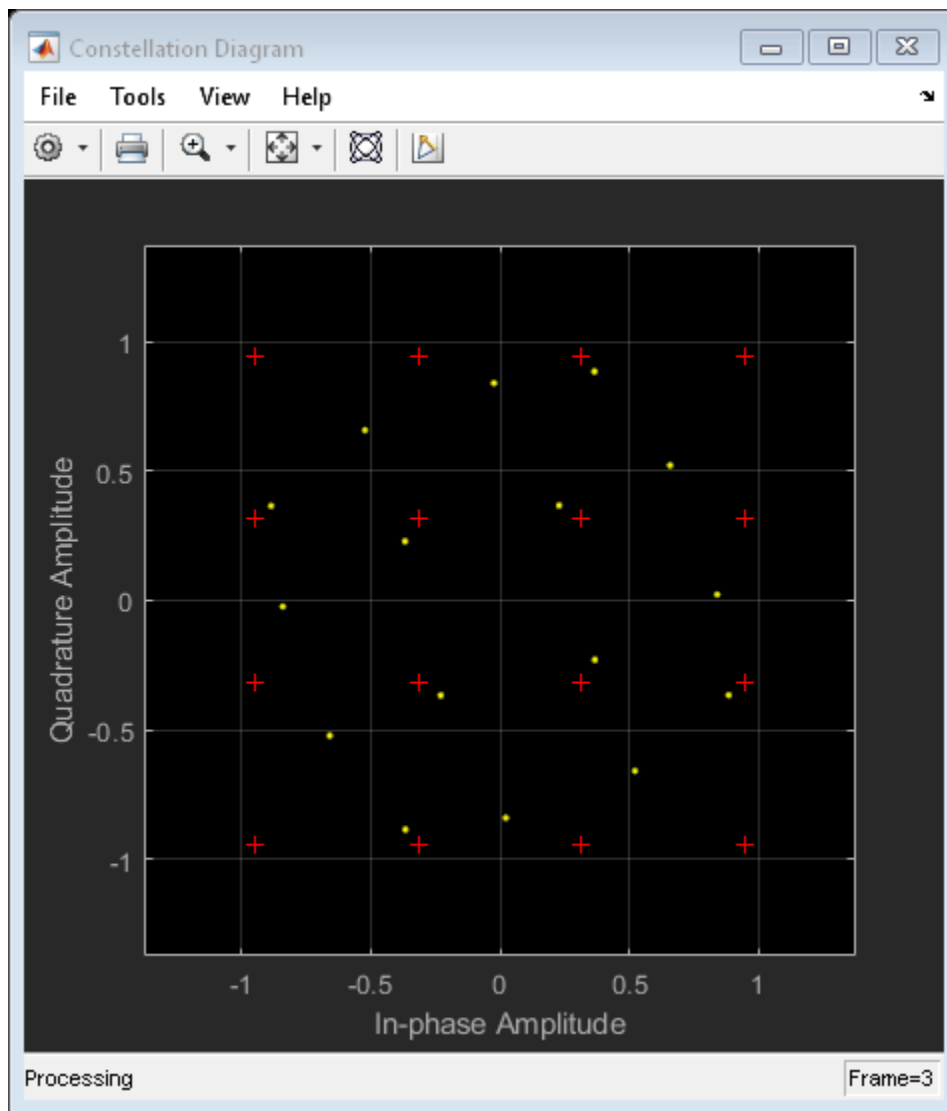 Constellation Diagram
File Tools View Help
1
0.5
0
-0.5
-1
Quadrature Amplitude
-1 -0.5 0 0.5 1
In-phase Amplitude
Processing Frame=3